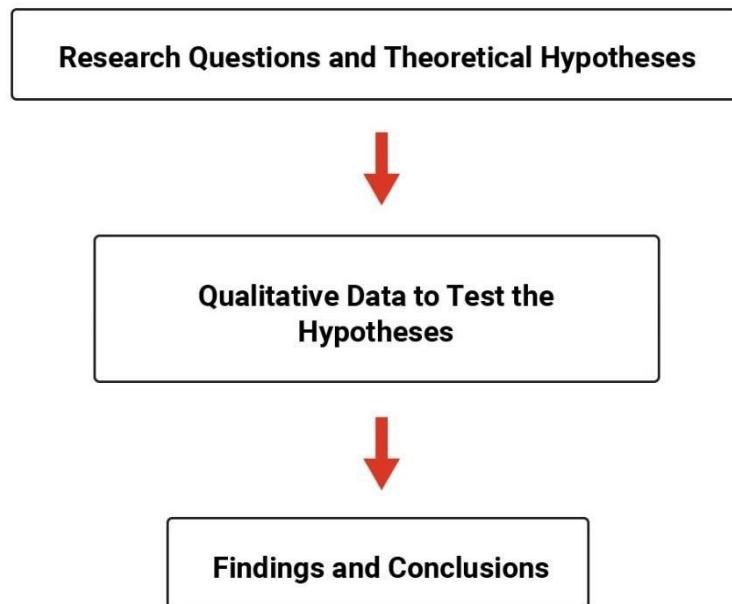 Research Questions and Theoretical Hypotheses
Qualitative Data to Test the
Hypotheses
Findings and Conclusions